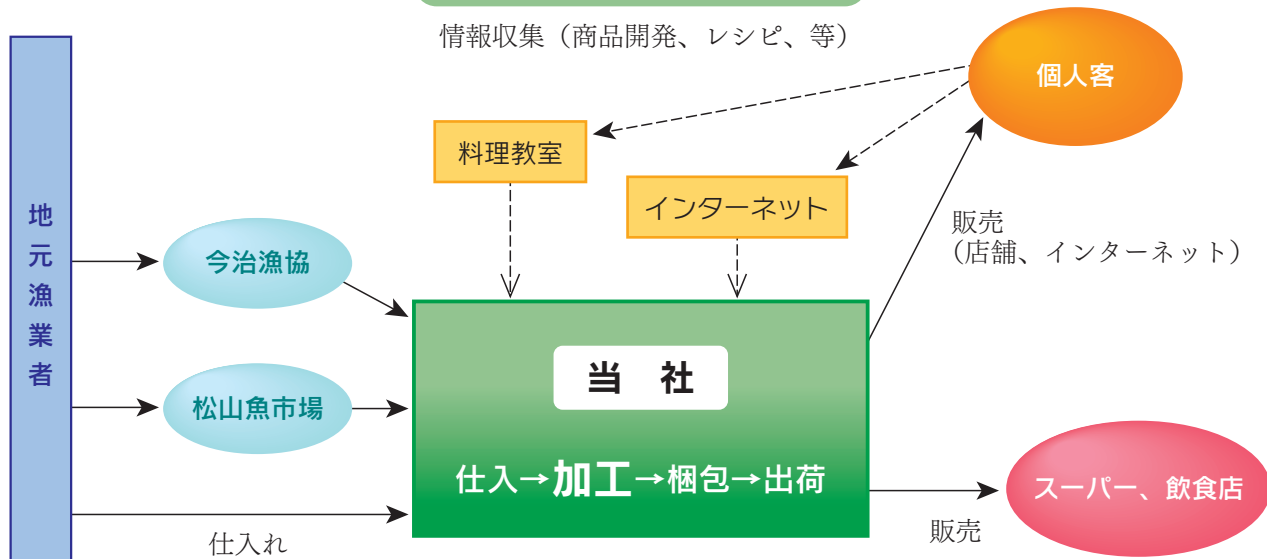 情報収集（商品開発、レシピ、等）
個人客
料理教室
インターネット
地元漁業者
今治漁協
販売
（店舗、インターネット）
当　社
松山魚市場
仕入→加工→梱包→出荷
スーパー、飲食店
仕入れ
販売